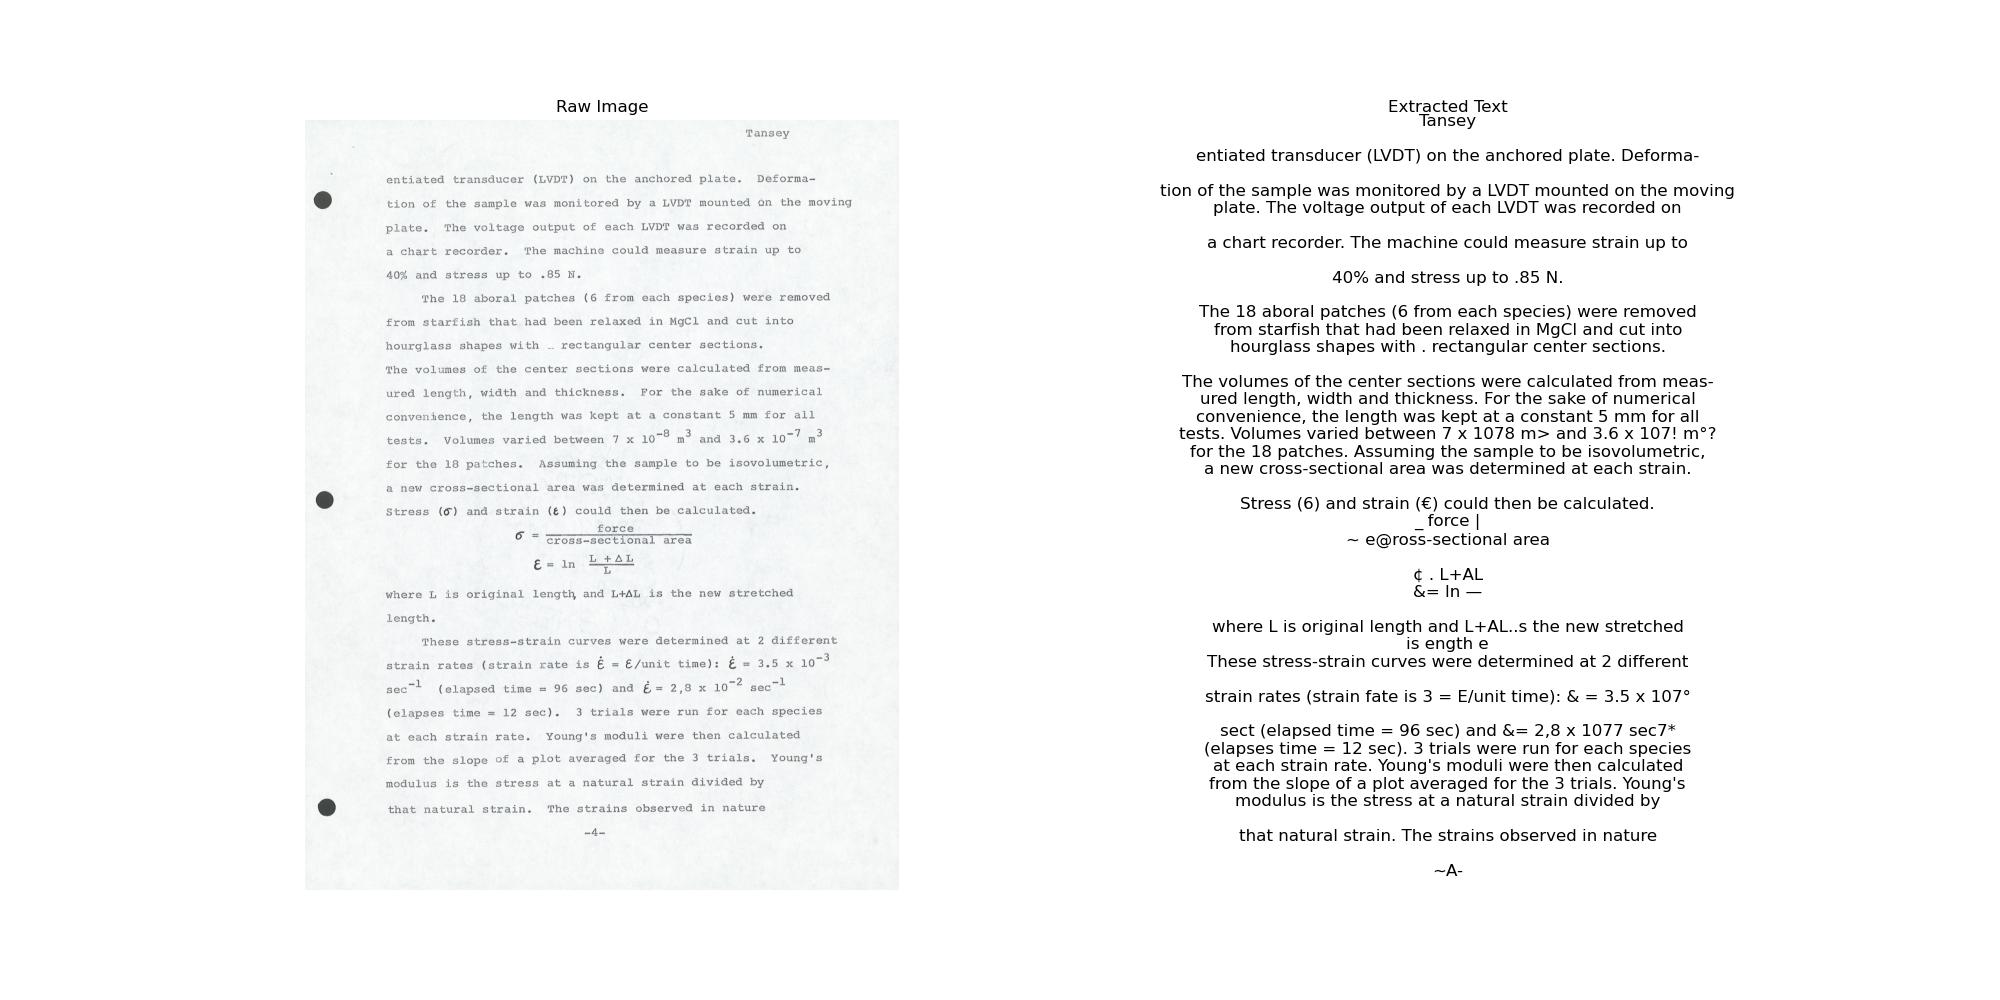 Raw Image
Tansey
entiated transducer (LVDT) on the anchored plate. Deforma-
tion of the sample was monitored by a LVDT mounted on the moving
plate. The voltage output of each LVDT was recorded on
a chart recorder. The machine could measure strain up to
40% and stress up to .85 N.
The 18 aboral patches (6 from each species) were removed
from starfish that had been relaxed in MgCl and cut into
hourglass shapes with rectangular center sections.
The volumes of the center sections were calculated from meas-
ured length, width and thickness. For the sake of numerical
convenience, the length was kept at a constant 5 mm for all
tests. Volumes varied between 7 x 10⁻⁸ m³ and 3.6 x 10⁻⁷ m³
for the 18 patches. Assuming the sample to be isovolumetric,
a new cross-sectional area was determined at each strain.
Stress (σ) and strain (ε) could then be calculated.
force
σ = cross-sectional area
L + Δ L
ε = ln
L
where L is original length, and L+ΔL is the new stretched
length.
These stress-strain curves were determined at 2 different
strain rates (strain rate is ε̇ = ε/unit time): ε̇ = 3.5 x 10⁻³
sec⁻¹ (elapsed time = 96 sec) and ε̇ = 2,8 x 10⁻² sec⁻¹
(elapses time = 12 sec). 3 trials were run for each species
at each strain rate. Young's moduli were then calculated
from the slope of a plot averaged for the 3 trials. Young's
modulus is the stress at a natural strain divided by
that natural strain. The strains observed in nature
-4-
Extracted Text
Tansey
entiated transducer (LVDT) on the anchored plate. Deforma-
tion of the sample was monitored by a LVDT mounted on the moving
plate. The voltage output of each LVDT was recorded on
a chart recorder. The machine could measure strain up to
40% and stress up to .85 N.
The 18 aboral patches (6 from each species) were removed
from starfish that had been relaxed in MgCl and cut into
hourglass shapes with . rectangular center sections.
The volumes of the center sections were calculated from meas-
ured length, width and thickness. For the sake of numerical
convenience, the length was kept at a constant 5 mm for all
tests. Volumes varied between 7 x 1078 m> and 3.6 x 107! m°?
for the 18 patches. Assuming the sample to be isovolumetric,
a new cross-sectional area was determined at each strain.
Stress (6) and strain (€) could then be calculated.
_ force |
~ e@ross-sectional area
¢ . L+AL
&= ln —
where L is original length and L+AL..s the new stretched
is ength e
These stress-strain curves were determined at 2 different
strain rates (strain fate is 3 = E/unit time): & = 3.5 x 107°
sect (elapsed time = 96 sec) and &= 2,8 x 1077 sec7*
(elapses time = 12 sec). 3 trials were run for each species
at each strain rate. Young's moduli were then calculated
from the slope of a plot averaged for the 3 trials. Young's
modulus is the stress at a natural strain divided by
that natural strain. The strains observed in nature
~A-